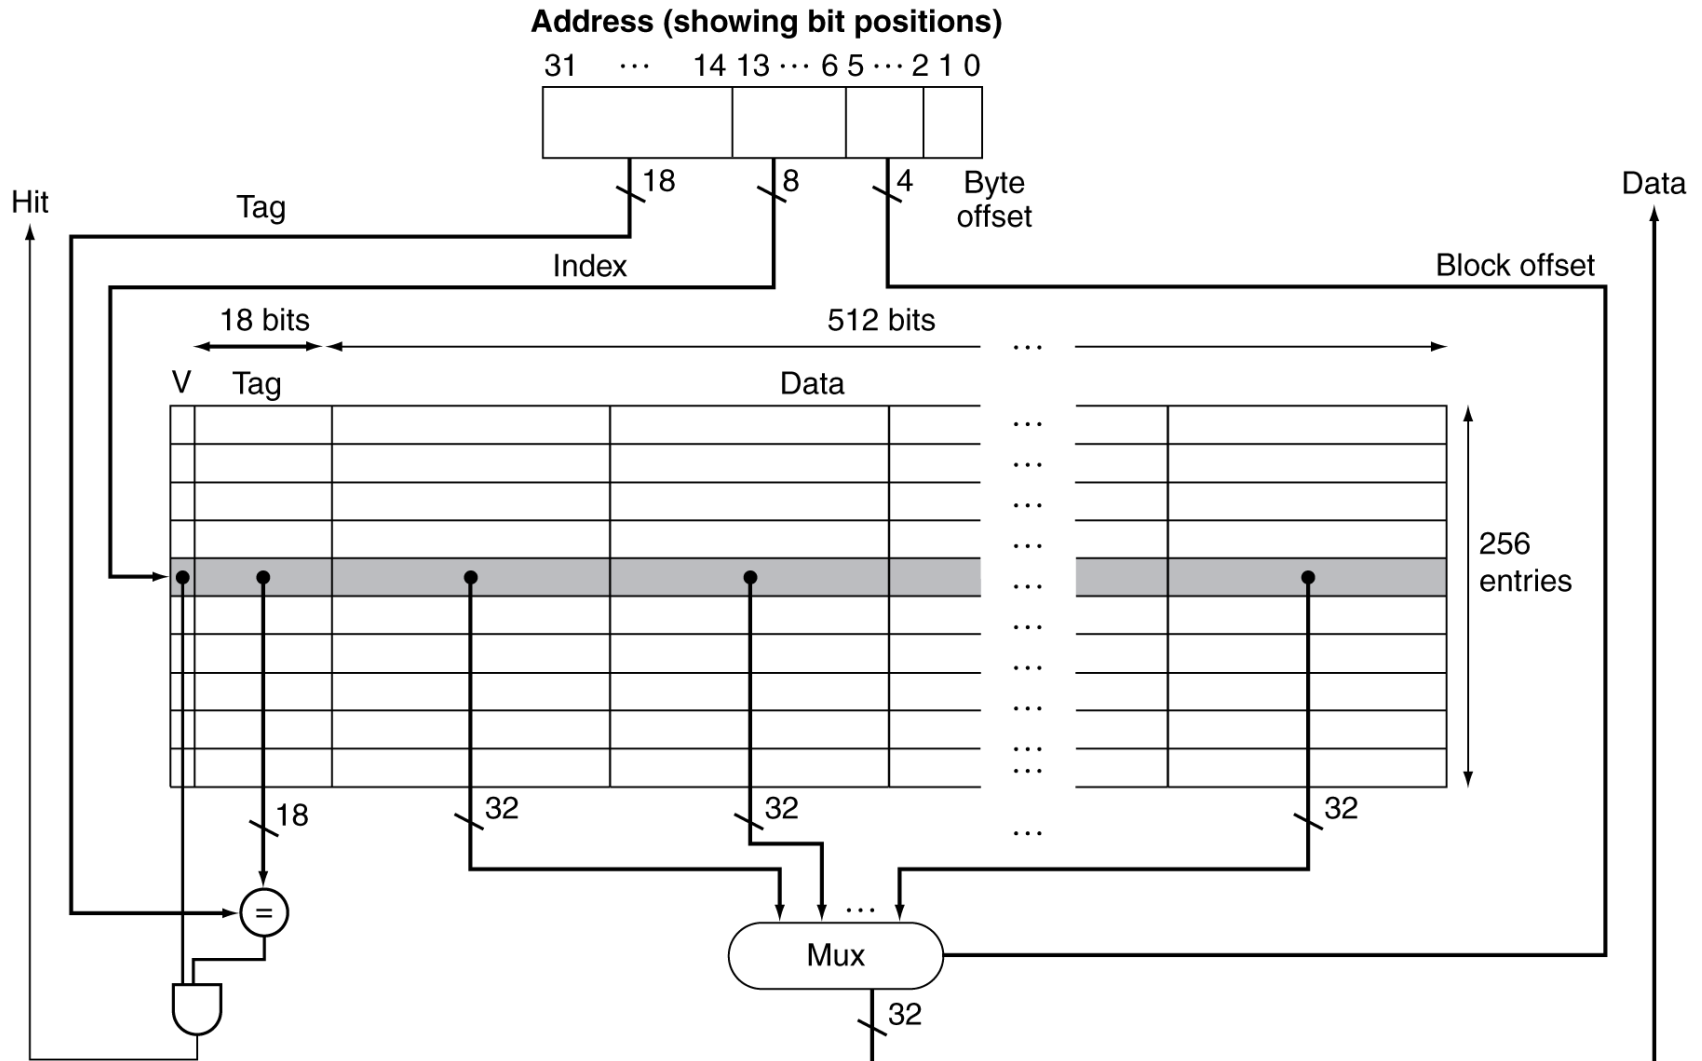 Address (showing bit positions)
31 ··· 14 13 ··· 6 5 ··· 2 1 0
18 8 4 Byte
offset
Hit
Tag
Data
Index
Block offset
18 bits
512 bits
···
V Tag Data
···
···
···
···
256
entries
···
···
···
···
···
···
18 32 32 ··· 32
=
···
Mux
32